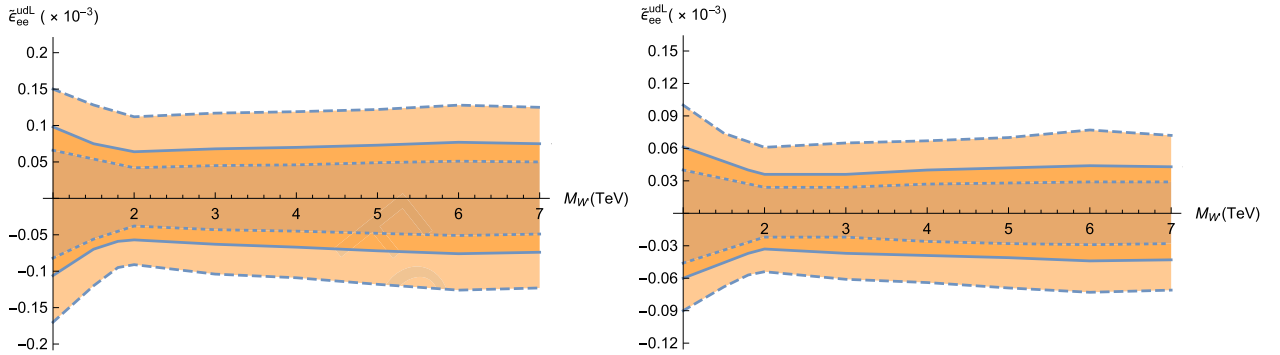 ε̃ee^udL (× 10⁻³)
0.2
0.15
0.1
0.05
-0.05
-0.1
-0.15
-0.2
2 3 4 5 6 7
M_W(TeV)
ε̃ee^udL (× 10⁻³)
0.15
0.12
0.09
0.06
0.03
-0.03
-0.06
-0.09
-0.12
2 3 4 5 6 7
M_W(TeV)